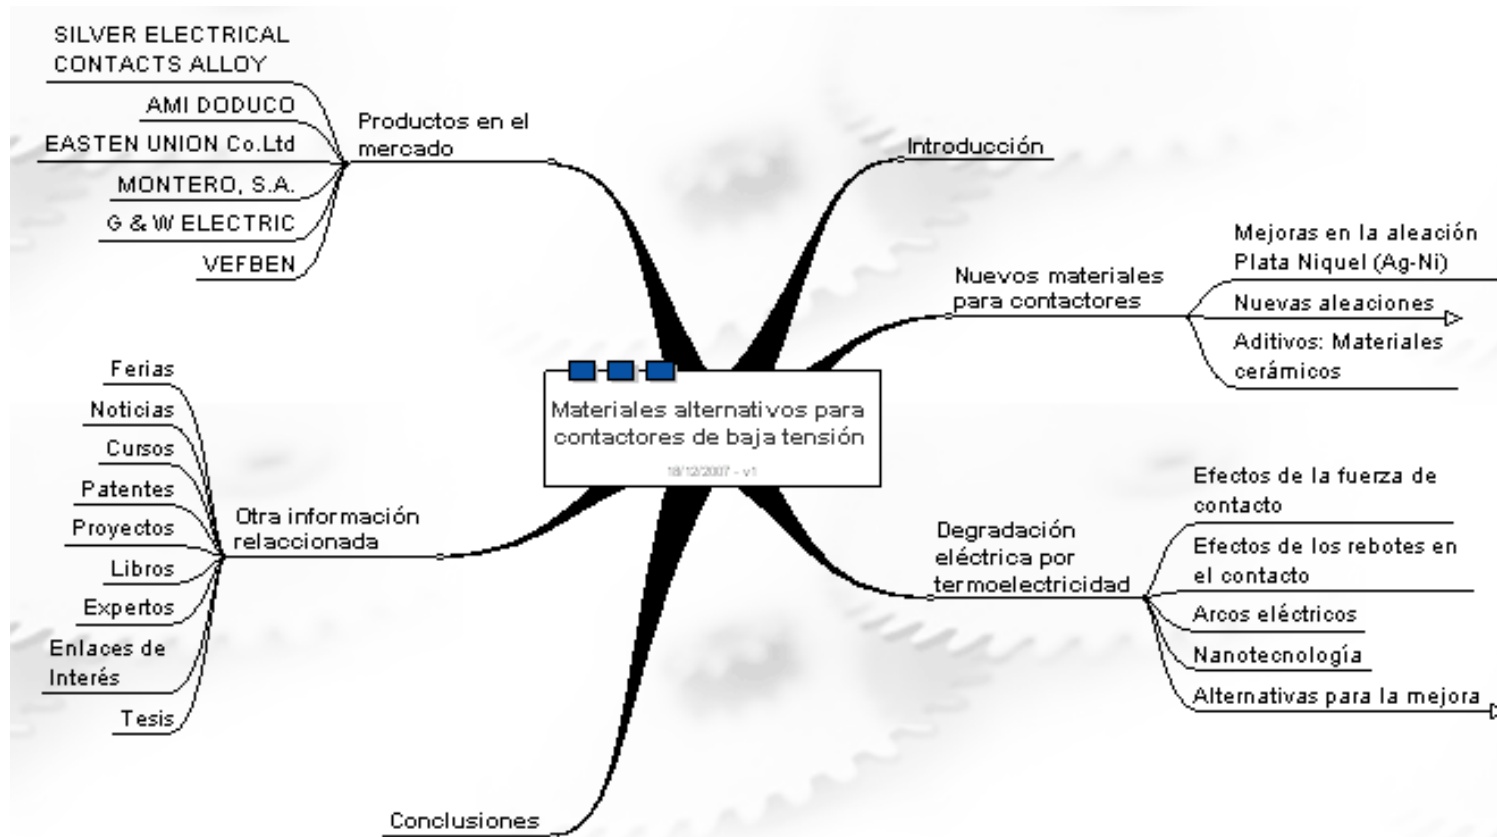 SILVER ELECTRICAL
CONTACTS ALLOY
AMI DODUCO
EASTEN UNION Co.Ltd
MONTERO, S.A.
G & W ELECTRIC
VEFBEN
Productos en el
mercado
Introducción
Nuevos materiales
para contactores
Mejoras en la aleación
Plata Niquel (Ag-Ni)
Nuevas aleaciones
Aditivos: Materiales
cerámicos
Materiales alternativos para
contactores de baja tensión
18/12/2007 - v1
Ferias
Noticias
Cursos
Patentes
Proyectos
Libros
Expertos
Enlaces de
Interés
Tesis
Otra información
relaccionada
Degradación
eléctrica por
termoelectricidad
Efectos de la fuerza de
contacto
Efectos de los rebotes en
el contacto
Arcos eléctricos
Nanotecnología
Alternativas para la mejora
Conclusiones